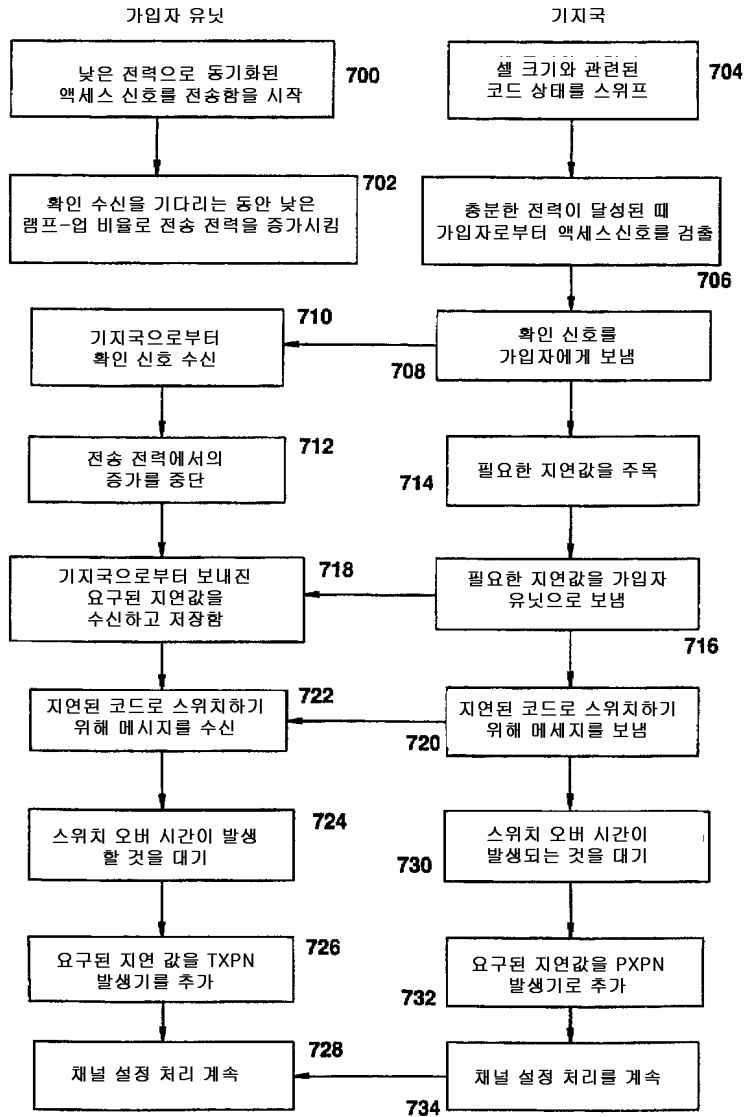 가입자 유닛
기지국
낮은 전력으로 동기화된
액세스 신호를 전송함을 시작
700
셀 크기와 관련된
코드 상태를 스위프
704
확인 수신을 기다리는 동안 낮은
램프-업 비율로 전송 전력을 증가시킴
702
충분한 전력이 달성된 때
가입자로부터 액세스신호를 검출
706
기지국으로부터
확인 신호 수신
710
확인 신호를
가입자에게 보냄
708
전송 전력에서의
증가를 중단
712
필요한 지연값을 주목
714
기지국으로부터 보내진
요구된 지연값을
수신하고 저장함
718
필요한 지연값을 가입자
유닛으로 보냄
716
지연된 코드로 스위치하기
위해 메시지를 수신
722
지연된 코드로 스위치하기
위해 메세지를 보냄
720
스위치 오버 시간이 발생
할 것을 대기
724
스위치 오버 시간이
발생되는 것을 대기
730
요구된 지연 값을 TXPN
발생기를 추가
726
요구된 지연값을 PXPN
발생기로 추가
732
채널 설정 처리 계속
728
채널 설정 처리를 계속
734